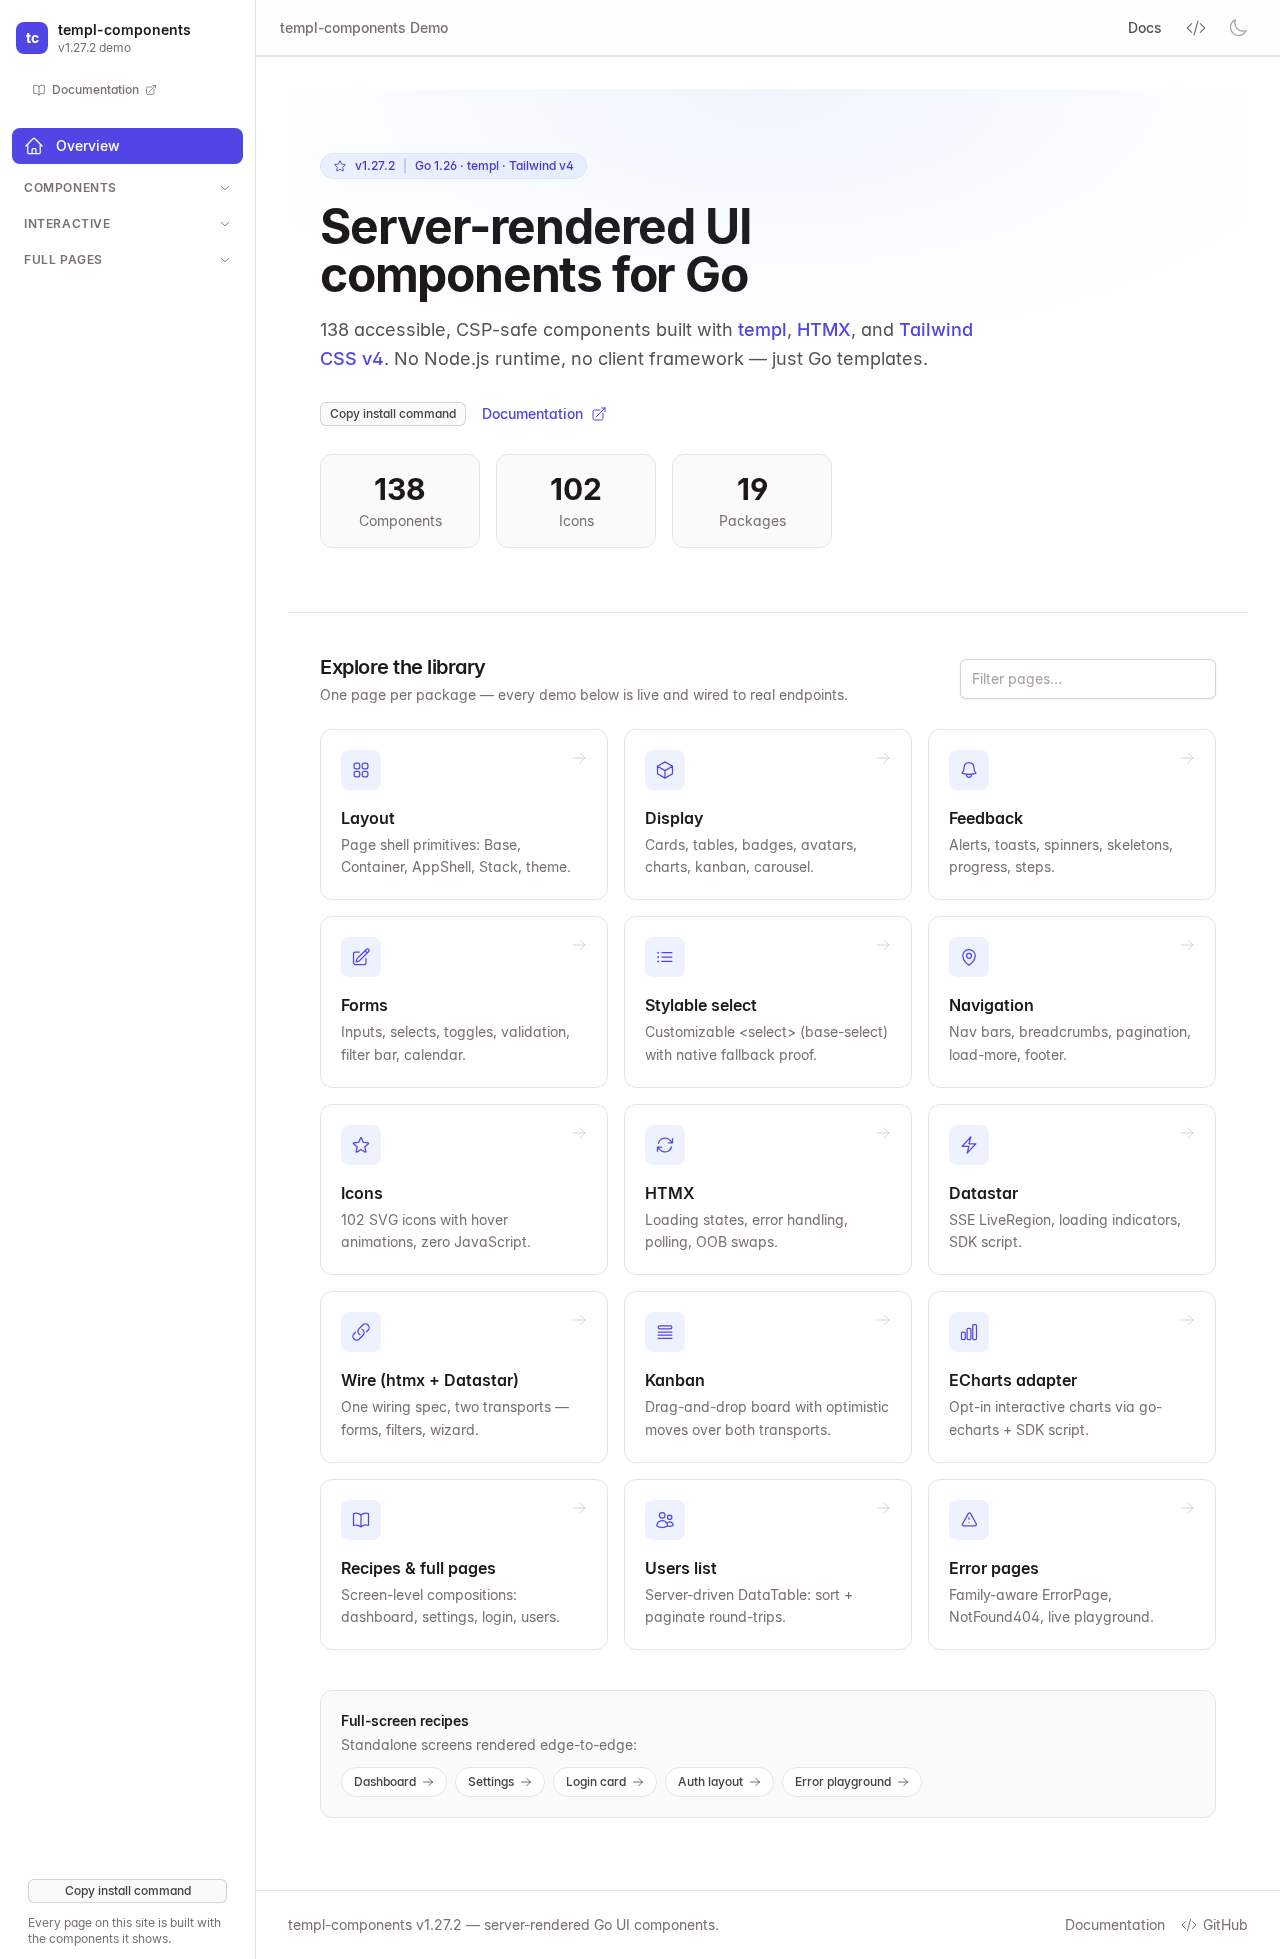 tc
templ-components
v1.27.2 demo
Documentation
Overview
COMPONENTS
INTERACTIVE
FULL PAGES
Copy install command
Every page on this site is built with
the components it shows.
templ-components Demo
Docs
v1.27.2 | Go 1.26 · templ · Tailwind v4
Server-rendered UI
components for Go
138 accessible, CSP-safe components built with templ, HTMX, and Tailwind
CSS v4. No Node.js runtime, no client framework — just Go templates.
Copy install command
Documentation
138
Components
102
Icons
19
Packages
Explore the library
One page per package — every demo below is live and wired to real endpoints.
Filter pages...
Layout
Page shell primitives: Base,
Container, AppShell, Stack, theme.
Display
Cards, tables, badges, avatars,
charts, kanban, carousel.
Feedback
Alerts, toasts, spinners, skeletons,
progress, steps.
Forms
Inputs, selects, toggles, validation,
filter bar, calendar.
Stylable select
Customizable <select> (base-select)
with native fallback proof.
Navigation
Nav bars, breadcrumbs, pagination,
load-more, footer.
Icons
102 SVG icons with hover
animations, zero JavaScript.
HTMX
Loading states, error handling,
polling, OOB swaps.
Datastar
SSE LiveRegion, loading indicators,
SDK script.
Wire (htmx + Datastar)
One wiring spec, two transports —
forms, filters, wizard.
Kanban
Drag-and-drop board with optimistic
moves over both transports.
ECharts adapter
Opt-in interactive charts via go-
echarts + SDK script.
Recipes & full pages
Screen-level compositions:
dashboard, settings, login, users.
Users list
Server-driven DataTable: sort +
paginate round-trips.
Error pages
Family-aware ErrorPage,
NotFound404, live playground.
Full-screen recipes
Standalone screens rendered edge-to-edge:
Dashboard
Settings
Login card
Auth layout
Error playground
templ-components v1.27.2 — server-rendered Go UI components.
Documentation
GitHub